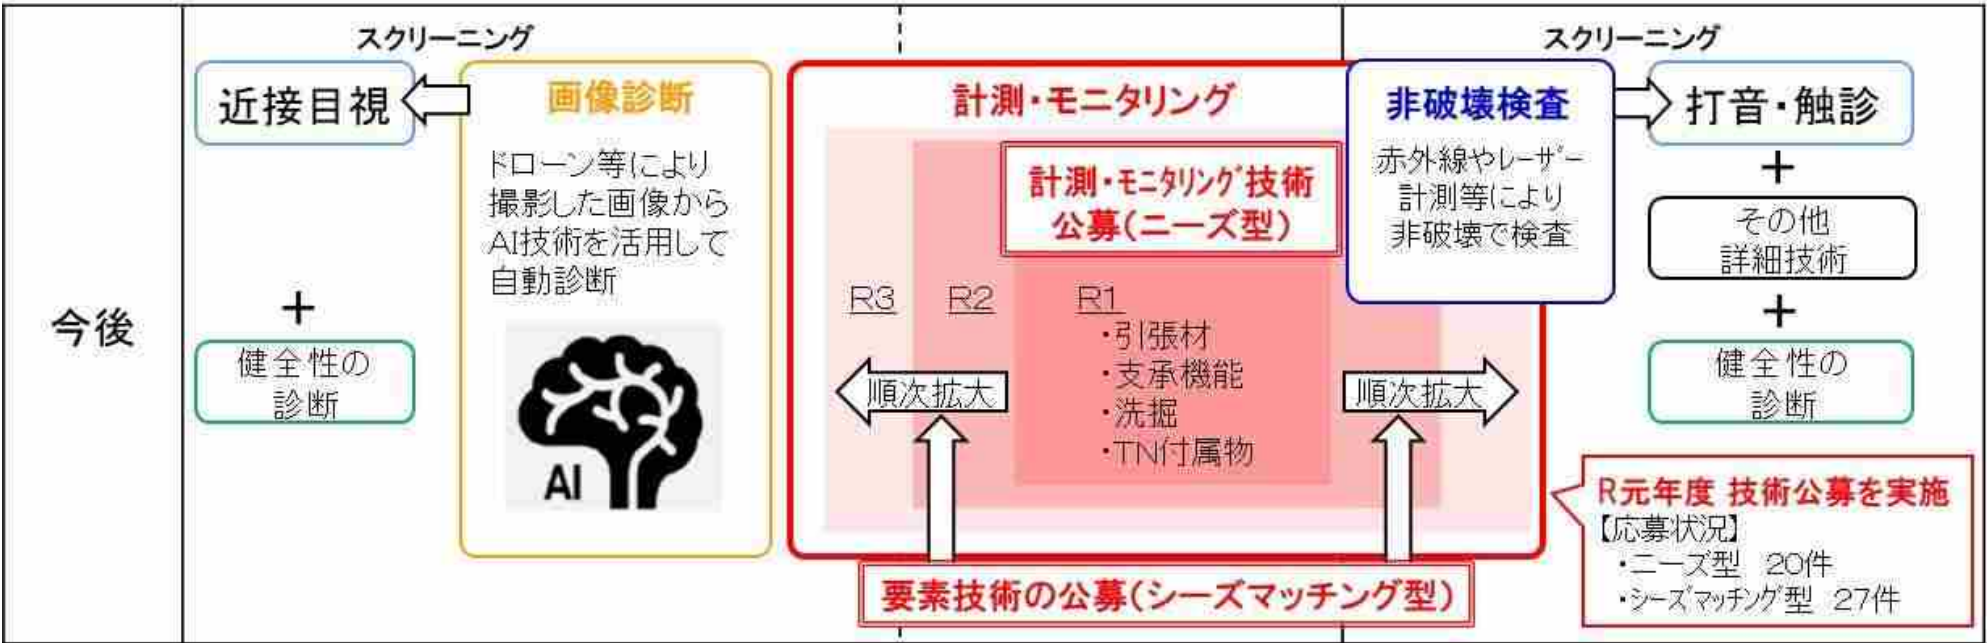 今後
スクリーニング
近接目視
+
健全性の
診断
画像診断
ドローン等により
撮影した画像から
AI技術を活用して
自動診断
AI
計測・モニタリング
計測・モニタリング技術
公募(ニーズ型)
R3
R2
R1
・引張材
・支承機能
・洗掘
・TN付属物
順次拡大
順次拡大
要素技術の公募(シーズマッチング型)
非破壊検査
赤外線やレーザー
計測等により
非破壊で検査
スクリーニング
打音・触診
+
その他
詳細技術
+
健全性の
診断
R元年度 技術公募を実施
【応募状況】
・ニーズ型 20件
・シーズマッチング型 27件